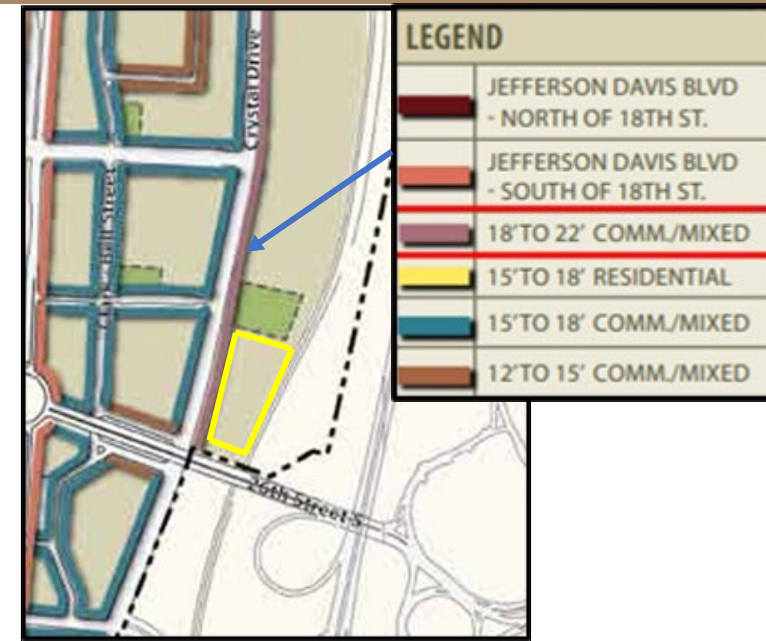 Crystal Drive
Clark - Bell Street
26th Street S
LEGEND
JEFFERSON DAVIS BLVD
- NORTH OF 18TH ST.
JEFFERSON DAVIS BLVD
- SOUTH OF 18TH ST.
18'TO 22' COMM./MIXED
15'TO 18' RESIDENTIAL
15'TO 18' COMM./MIXED
12'TO 15' COMM./MIXED